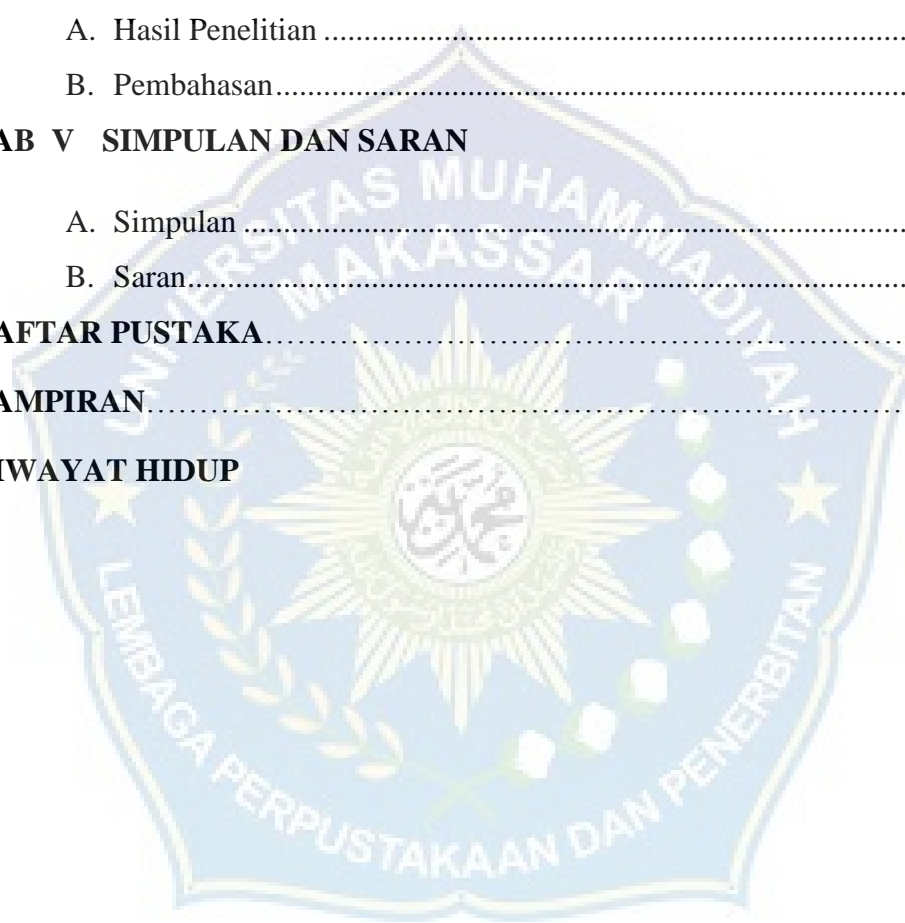 A. Hasil Penelitian ........................................................................
B. Pembahasan..............................................................................
AB V SIMPULAN DAN SARAN
A. Simpulan ..................................................................................
B. Saran.........................................................................................
AFTAR PUSTAKA……………………………………………………
AMPIRAN…………………………………………………………………
IWAYAT HIDUP
UNIVERSITAS MUHAMMADIYAH
MAKASSAR
LEMBAGA PERPUSTAKAAN DAN PENERBITAN